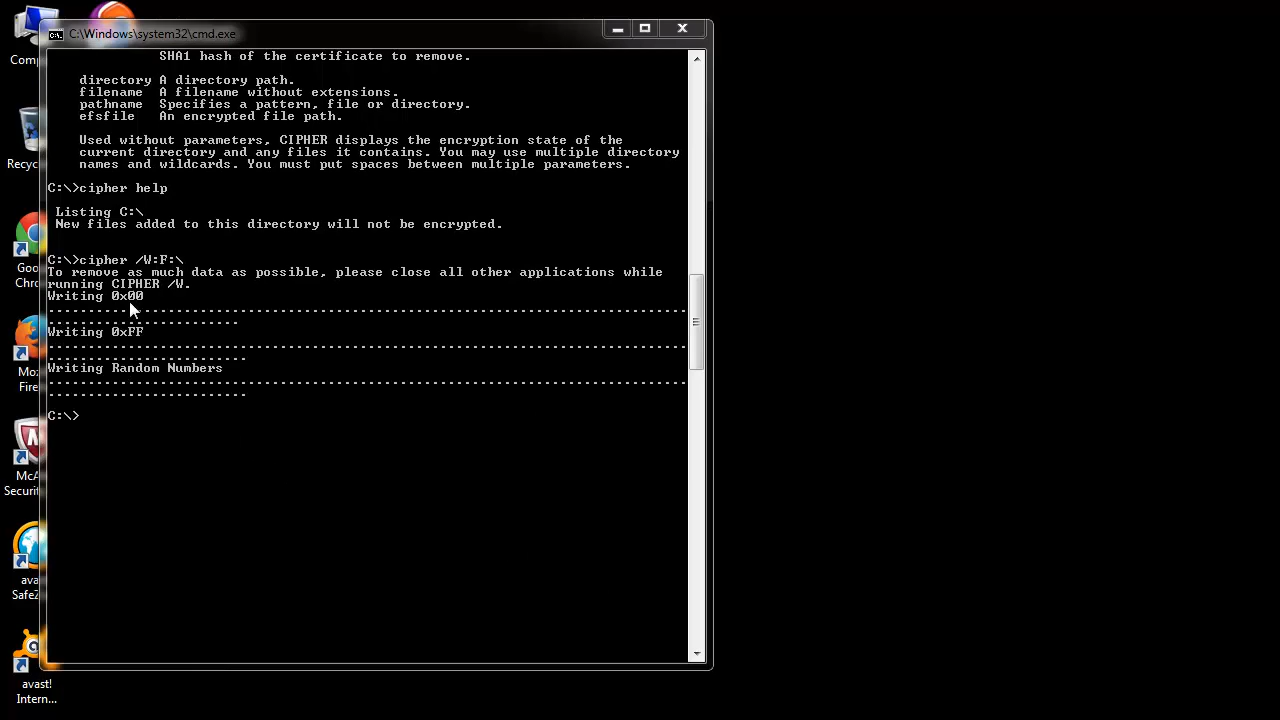 C:\Windows\system32\cmd.exe
SHA1 hash of the certificate to remove.
directory A directory path.
filename  A filename without extensions.
pathname  Specifies a pattern, file or directory.
efsfile   An encrypted file path.
Used without parameters, CIPHER displays the encryption state of the
current directory and any files it contains. You may use multiple directory
names and wildcards. You must put spaces between multiple parameters.
C:\>cipher help
Listing C:\
New files added to this directory will not be encrypted.
C:\>cipher /W:F:\
To remove as much data as possible, please close all other applications while
running CIPHER /W.
Writing 0x00
................................................................................
........................
Writing 0xFF
................................................................................
.........................
Writing Random Numbers
................................................................................
.........................
C:\>
Comp
Recyc
Goo
Chro
Moz
Fire
McA
Securit
ava
SafeZ
avast!
Intern...